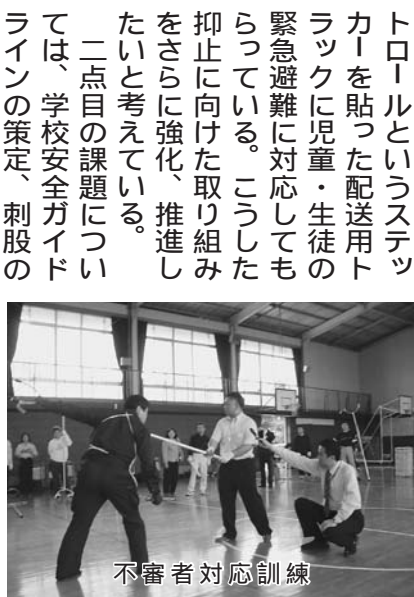 トロールというステッ
カーを貼った配送用ト
ラックに児童・生徒の
緊急避難に対応しても
らっている。こうした
抑止に向けた取り組み
をさらに強化、推進し
たいと考えている。
　二点目の課題につい
ては、学校安全ガイド
ラインの策定、刺股の
不審者対応訓練